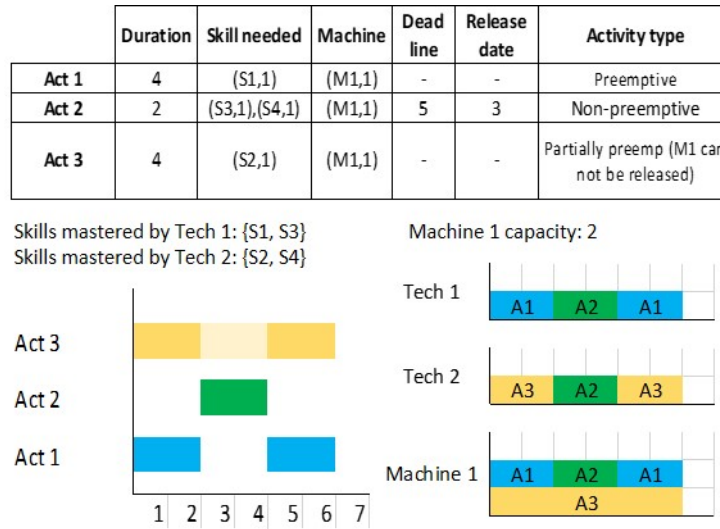 Duration Skill needed Machine Dead line Release date Activity type
Act 1 4 (S1,1) (M1,1) - - Preemptive
Act 2 2 (S3,1),(S4,1) (M1,1) 5 3 Non-preemptive
Act 3 4 (S2,1) (M1,1) - - Partially preemp (M1 can not be released)
Skills mastered by Tech 1: {S1, S3}
Skills mastered by Tech 2: {S2, S4}
Machine 1 capacity: 2
Act 3
Act 2
Act 1
1 2 3 4 5 6 7
Tech 1
A1 A2 A1
Tech 2
A3 A2 A3
Machine 1
A1 A2 A1
A3